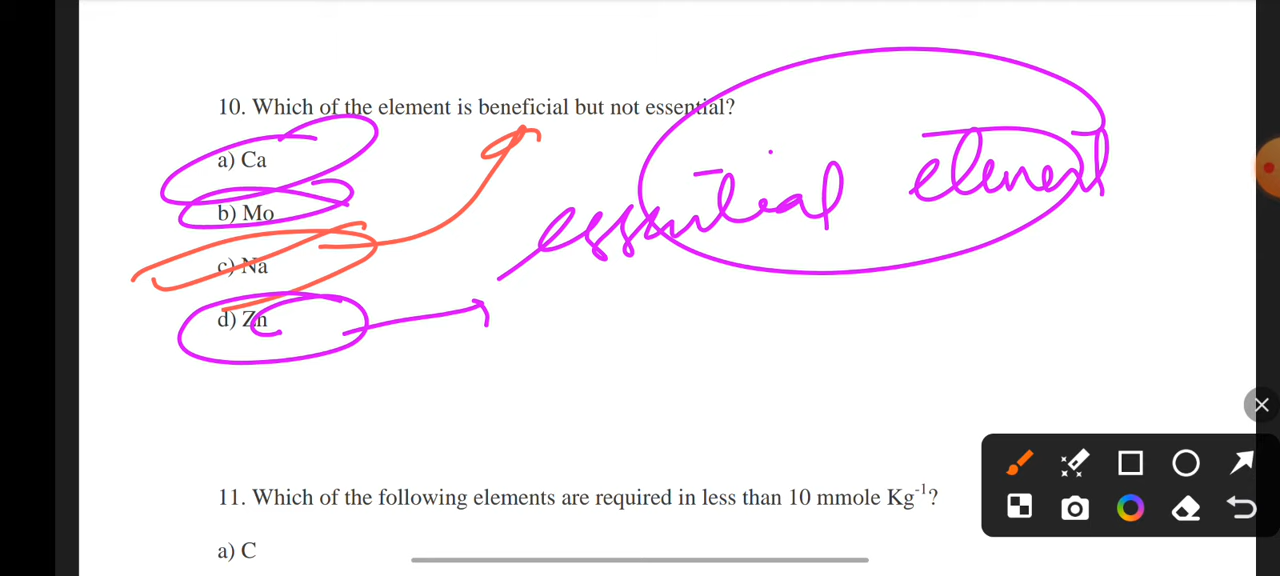 10. Which of the element is beneficial but not essential?
a) Ca
b) Mo
essential element
c) Na
d) Zn
11. Which of the following elements are required in less than 10 mmole Kg⁻¹?
a) C